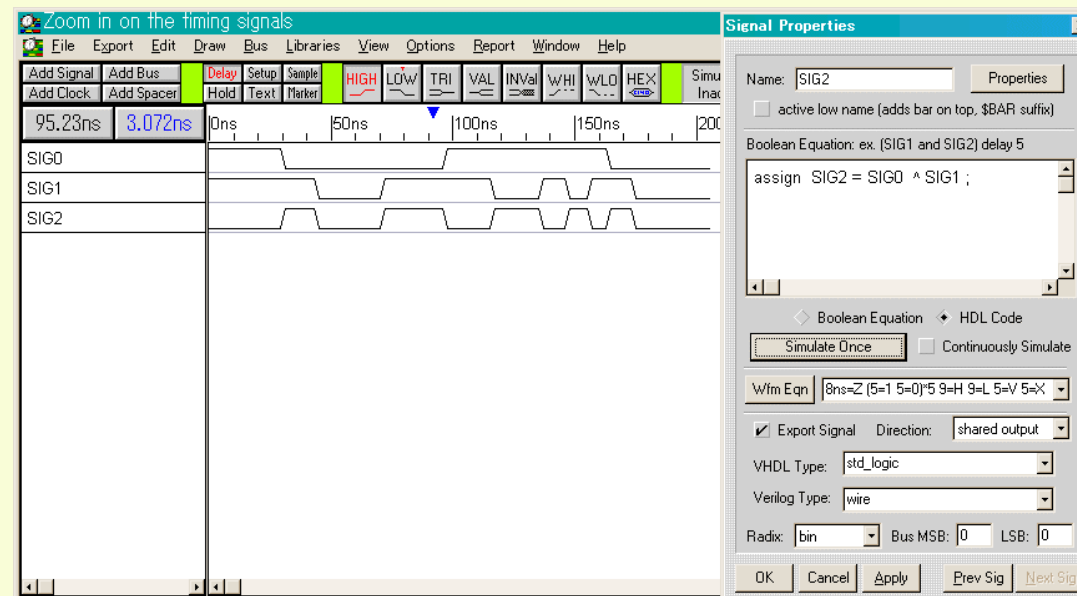 Zoom in on the timing signals
File Export Edit Draw Bus Libraries View Options Report Window Help
Add Signal Add Bus Delay Setup Sample HIGH LOW TRI VAL INVal WHI WLO HEX Simu
Add Clock Add Spacer Hold Text Marker Inac
95.23ns 3.072ns 0ns 50ns 100ns 150ns 200
SIG0
SIG1
SIG2
Signal Properties
Name: SIG2 Properties
active low name (adds bar on top, $BAR suffix)
Boolean Equation: ex. (SIG1 and SIG2) delay 5
assign SIG2 = SIG0 ^ SIG1 ;
Boolean Equation HDL Code
Simulate Once Continuously Simulate
Wfm Eqn 8ns=Z (5=1 5=0)*5 9=H 9=L 5=V 5=X
Export Signal Direction: shared output
VHDL Type: std_logic
Verilog Type: wire
Radix: bin Bus MSB: 0 LSB: 0
OK Cancel Apply Prev Sig Next Sig